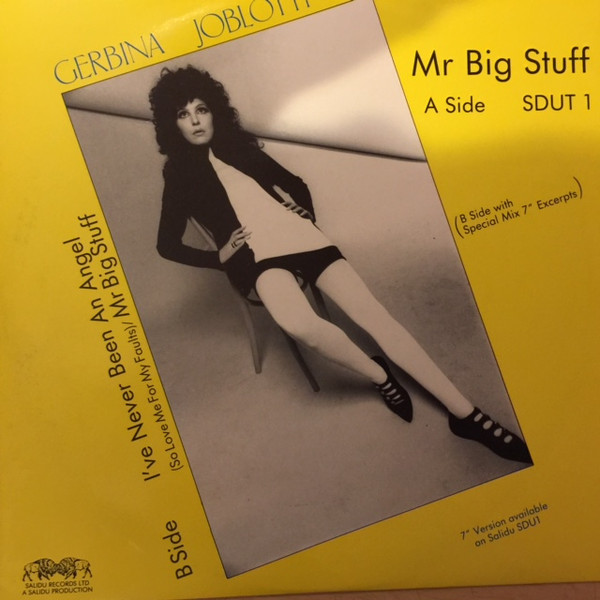 GERBINA JOBLOTTI
Mr Big Stuff
A Side SDUT 1
(B Side with
Special Mix 7" Excerpts)
B Side
I've Never Been An Angel
(So Love Me For My Faults)/Mr Big Stuff
7" Version available
on Salidu SDU1
SALIDU RECORDS LTD
A SALIDU PRODUCTION